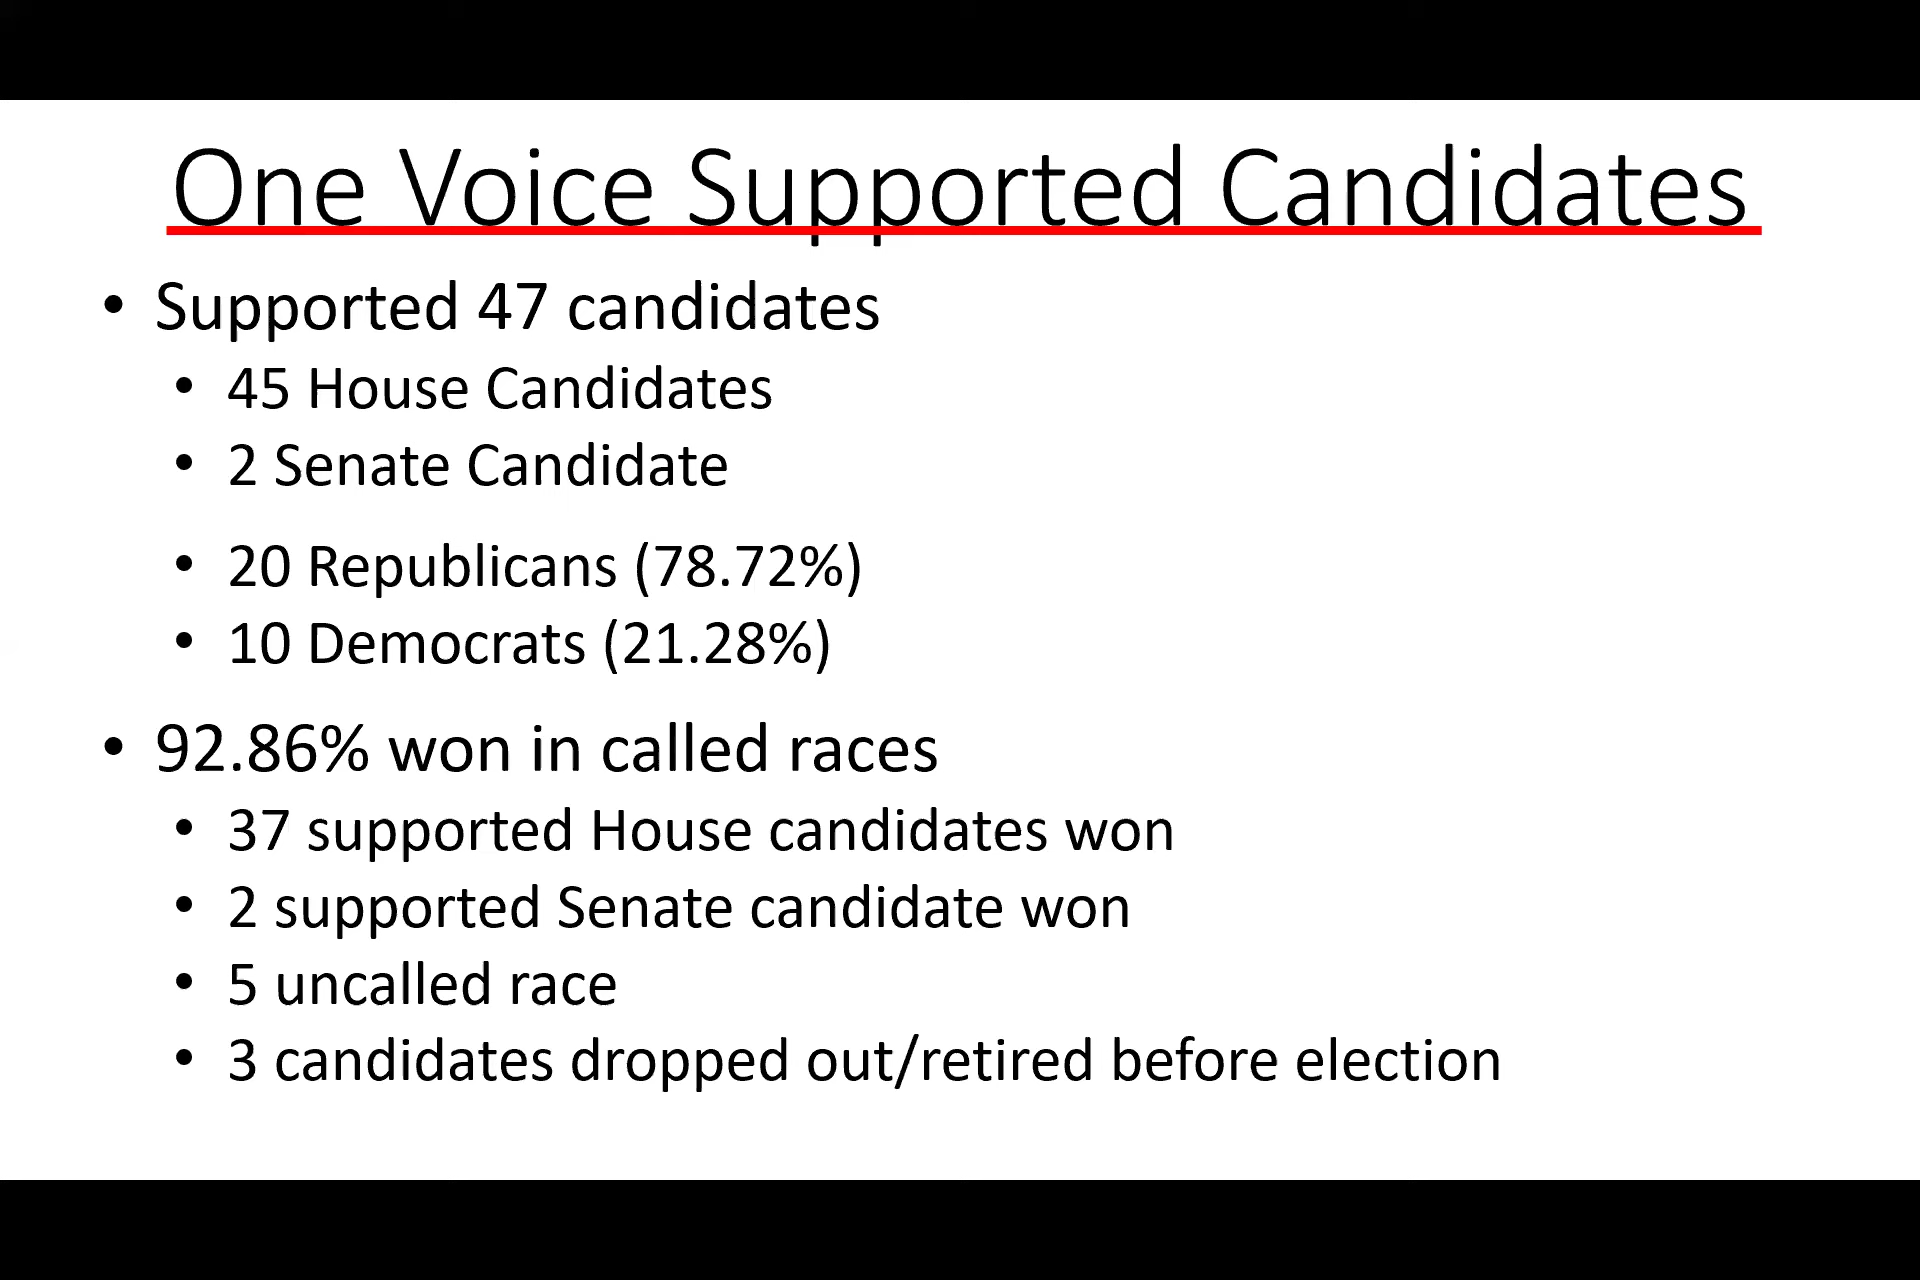 One Voice Supported Candidates
• Supported 47 candidates
• 45 House Candidates
• 2 Senate Candidate
• 20 Republicans (78.72%)
• 10 Democrats (21.28%)
• 92.86% won in called races
• 37 supported House candidates won
• 2 supported Senate candidate won
• 5 uncalled race
• 3 candidates dropped out/retired before election